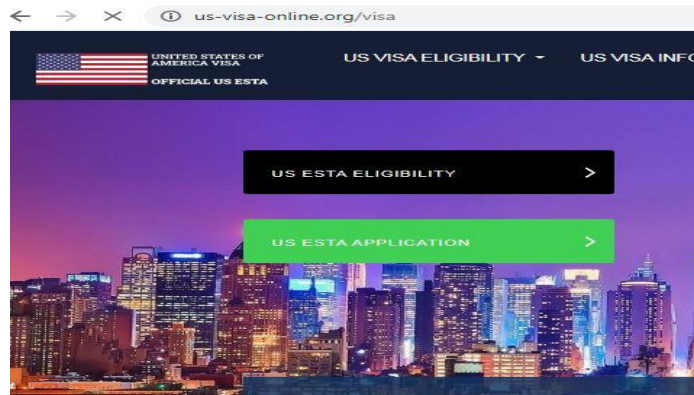 us-visa-online.org/visa
UNITED STATES OF
AMERICA VISA
OFFICIAL US ESTA
US VISA ELIGIBILITY
US VISA INFO
US ESTA ELIGIBILITY
US ESTA APPLICATION